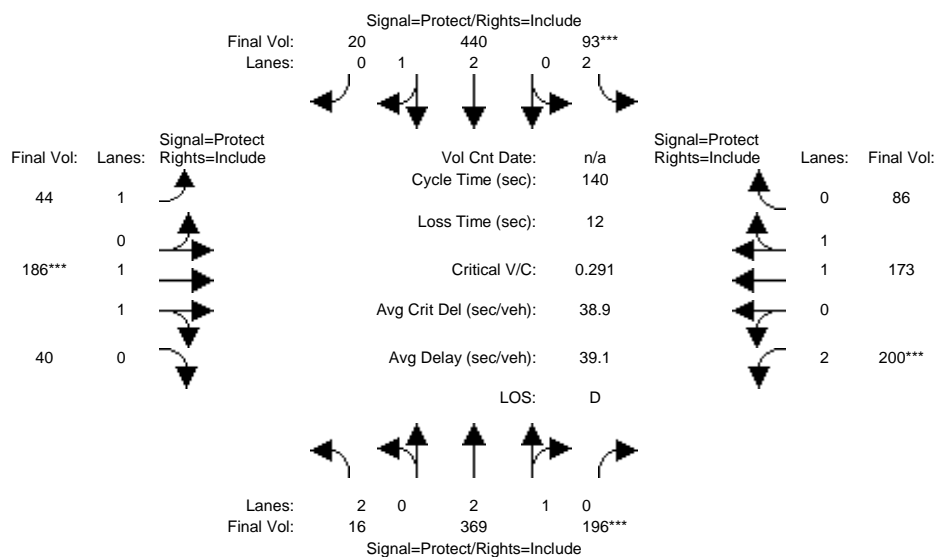 Signal=Protect/Rights=Include
Final Vol: 20 440 93***
Lanes: 0 1 2 0 2
Signal=Protect Signal=Protect
Final Vol: Lanes: Rights=Include Vol Cnt Date: n/a Rights=Include Lanes: Final Vol:
Cycle Time (sec): 140
44 1 0 86
Loss Time (sec): 12
0 1
186*** 1 Critical V/C: 0.291 1 173
1 Avg Crit Del (sec/veh): 38.9 0
40 0 Avg Delay (sec/veh): 39.1 2 200***
LOS: D
Lanes: 2 0 2 1 0
Final Vol: 16 369 196***
Signal=Protect/Rights=Include